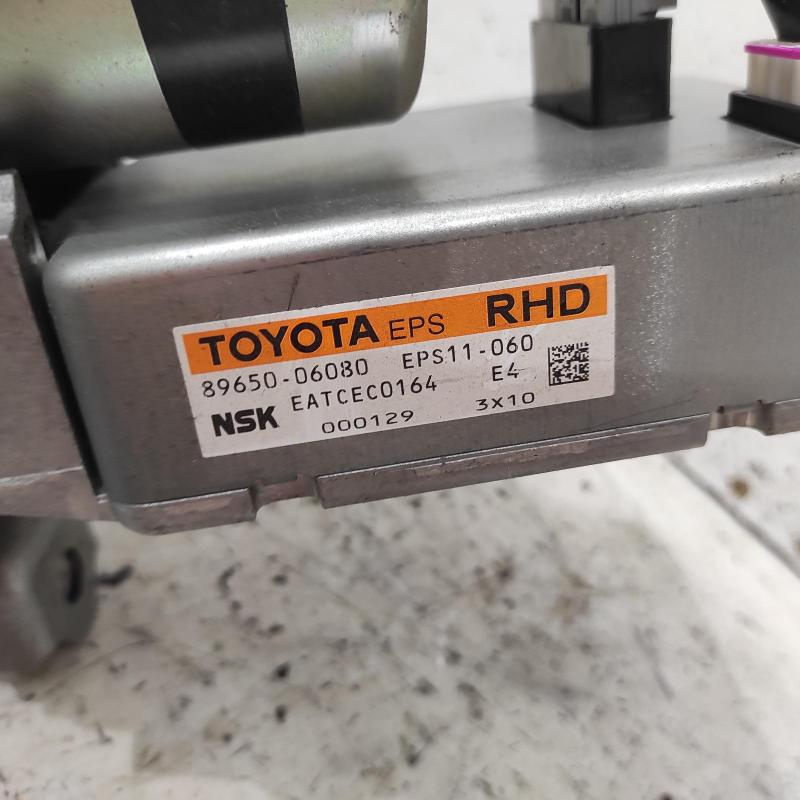 TOYOTA EPS RHD
89650-06080 EPS11-060
NSK EATCEC0164 E4
000129 3X10